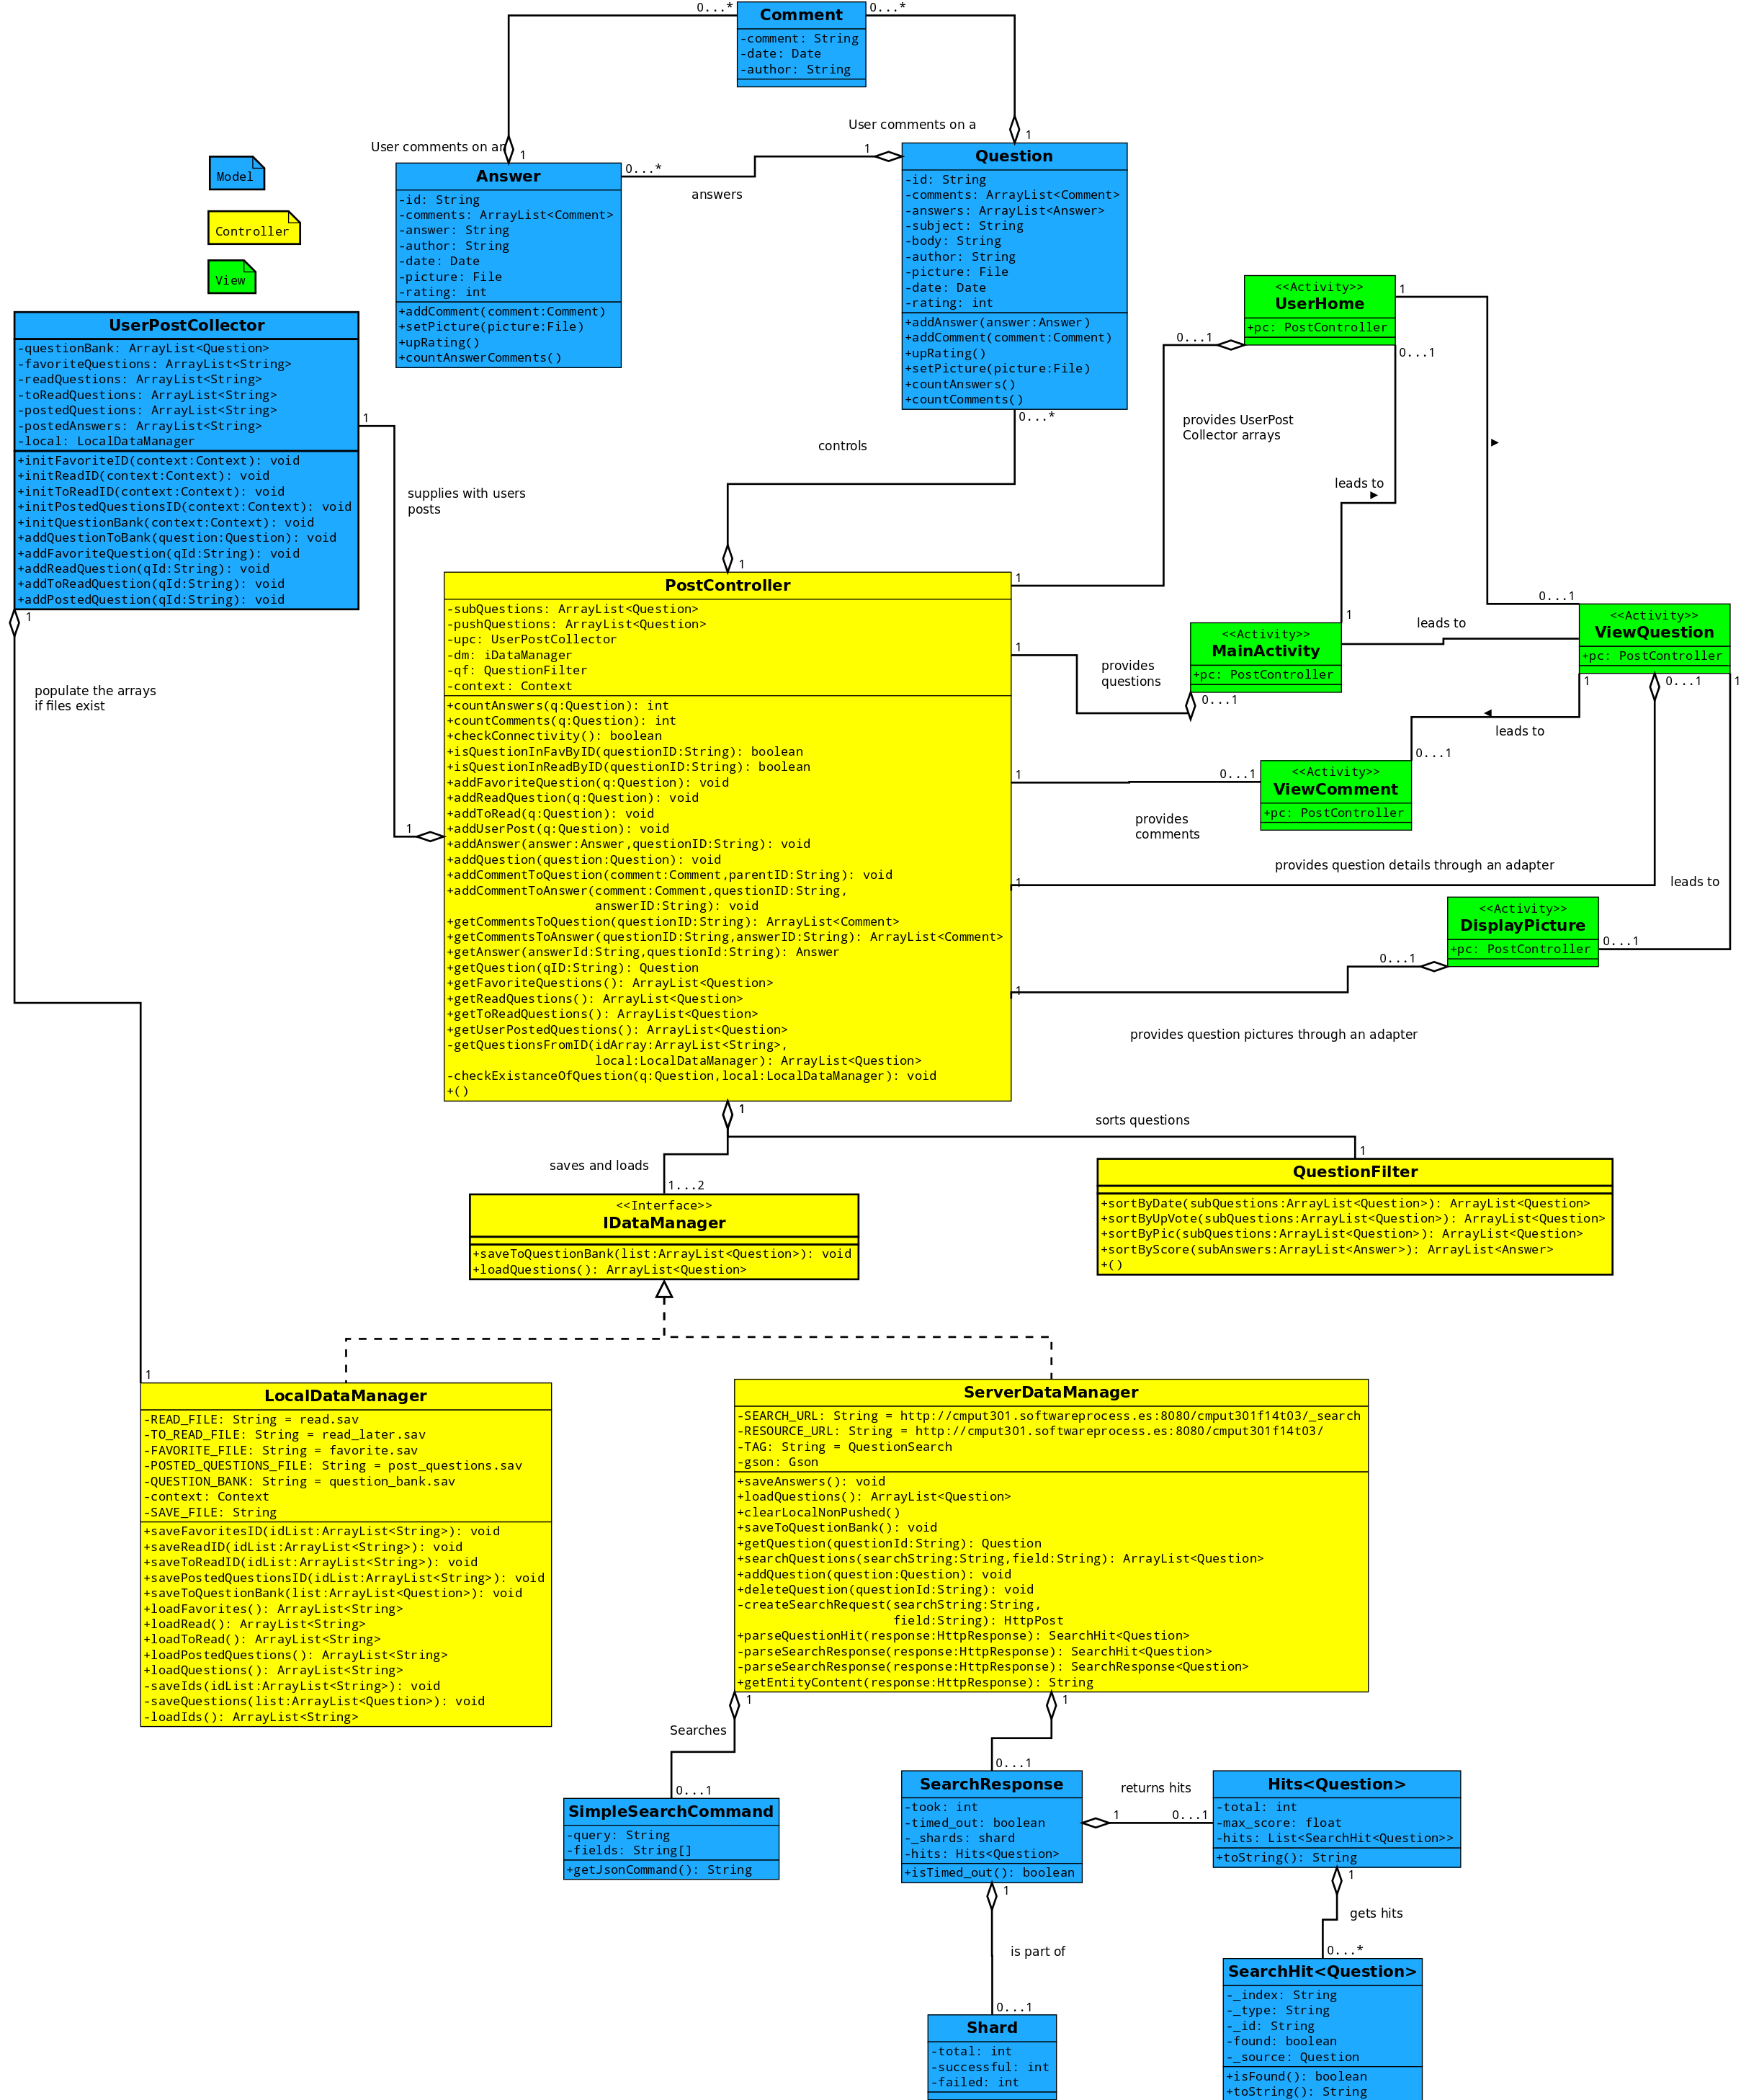 0...*
Comment
0...*
-comment: String
-date: Date
-author: String
User comments on a
1
User comments on an
1
Model
Controller
View
Answer
-id: String
-comments: ArrayList<Comment>
-answer: String
-author: String
-date: Date
-picture: File
-rating: int
+addComment(comment:Comment)
+setPicture(picture:File)
+upRating()
+countAnswerComments()
0...*
answers
1
Question
-id: String
-comments: ArrayList<Comment>
-answers: ArrayList<Answer>
-subject: String
-body: String
-author: String
-picture: File
-date: Date
-rating: int
+addAnswer(answer:Answer)
+addComment(comment:Comment)
+upRating()
+setPicture(picture:File)
+countAnswers()
+countComments()
0...*
controls
1
UserPostCollector
-questionBank: ArrayList<Question>
-favoriteQuestions: ArrayList<String>
-readQuestions: ArrayList<String>
-toReadQuestions: ArrayList<String>
-postedQuestions: ArrayList<String>
-postedAnswers: ArrayList<String>
-local: LocalDataManager
+initFavoriteID(context:Context): void
+initReadID(context:Context): void
+initToReadID(context:Context): void
+initPostedQuestionsID(context:Context): void
+initQuestionBank(context:Context): void
+addQuestionToBank(question:Question): void
+addFavoriteQuestion(qId:String): void
+addReadQuestion(qId:String): void
+addToReadQuestion(qId:String): void
+addPostedQuestion(qId:String): void
1
supplies with users
posts
1
1
populate the arrays
if files exist
1
<<Activity>>
UserHome
+pc: PostController
1
0...1
0...1
provides UserPost
Collector arrays
1
leads to
1
0...1
<<Activity>>
MainActivity
+pc: PostController
leads to
provides
questions
1
0...1
<<Activity>>
ViewQuestion
+pc: PostController
1
0...1
1
leads to
0...1
<<Activity>>
ViewComment
+pc: PostController
1
0...1
provides
comments
provides question details through an adapter
1
leads to
<<Activity>>
DisplayPicture
+pc: PostController
0...1
0...1
1
provides question pictures through an adapter
PostController
-subQuestions: ArrayList<Question>
-pushQuestions: ArrayList<Question>
-upc: UserPostCollector
-dm: iDataManager
-qf: QuestionFilter
-context: Context
+countAnswers(q:Question): int
+countComments(q:Question): int
+checkConnectivity(): boolean
+isQuestionInFavByID(questionID:String): boolean
+isQuestionInReadByID(questionID:String): boolean
+addFavoriteQuestion(q:Question): void
+addReadQuestion(q:Question): void
+addToRead(q:Question): void
+addUserPost(q:Question): void
+addAnswer(answer:Answer,questionID:String): void
+addQuestion(question:Question): void
+addCommentToQuestion(comment:Comment,parentID:String): void
+addCommentToAnswer(comment:Comment,questionID:String,
answerID:String): void
+getCommentsToQuestion(questionID:String): ArrayList<Comment>
+getCommentsToAnswer(questionID:String,answerID:String): ArrayList<Comment>
+getAnswer(answerId:String,questionId:String): Answer
+getQuestion(qID:String): Question
+getFavoriteQuestions(): ArrayList<Question>
+getReadQuestions(): ArrayList<Question>
+getToReadQuestions(): ArrayList<Question>
+getUserPostedQuestions(): ArrayList<Question>
-getQuestionsFromID(idArray:ArrayList<String>,
local:LocalDataManager): ArrayList<Question>
-checkExistanceOfQuestion(q:Question,local:LocalDataManager): void
+()
1
sorts questions
1
saves and loads
1...2
<<Interface>>
IDataManager
+saveToQuestionBank(list:ArrayList<Question>): void
+loadQuestions(): ArrayList<Question>
QuestionFilter
+sortByDate(subQuestions:ArrayList<Question>): ArrayList<Question>
+sortByUpVote(subQuestions:ArrayList<Question>): ArrayList<Question>
+sortByPic(subQuestions:ArrayList<Question>): ArrayList<Question>
+sortByScore(subAnswers:ArrayList<Answer>): ArrayList<Answer>
+()
LocalDataManager
-READ_FILE: String = read.sav
-TO_READ_FILE: String = read_later.sav
-FAVORITE_FILE: String = favorite.sav
-POSTED_QUESTIONS_FILE: String = post_questions.sav
-QUESTION_BANK: String = question_bank.sav
-context: Context
-SAVE_FILE: String
+saveFavoritesID(idList:ArrayList<String>): void
+saveReadID(idList:ArrayList<String>): void
+saveToReadID(idList:ArrayList<String>): void
+savePostedQuestionsID(idList:ArrayList<String>): void
+saveToQuestionBank(list:ArrayList<Question>): void
+loadFavorites(): ArrayList<String>
+loadRead(): ArrayList<String>
+loadToRead(): ArrayList<String>
+loadPostedQuestions(): ArrayList<String>
+loadQuestions(): ArrayList<String>
-saveIds(idList:ArrayList<String>): void
-saveQuestions(list:ArrayList<Question>): void
-loadIds(): ArrayList<String>
ServerDataManager
-SEARCH_URL: String = http://cmput301.softwareprocess.es:8080/cmput301f14t03/_search
-RESOURCE_URL: String = http://cmput301.softwareprocess.es:8080/cmput301f14t03/
-TAG: String = QuestionSearch
-gson: Gson
+saveAnswers(): void
+loadQuestions(): ArrayList<Question>
+clearLocalNonPushed()
+saveToQuestionBank(): void
+getQuestion(questionId:String): Question
+searchQuestions(searchString:String,field:String): ArrayList<Question>
+addQuestion(question:Question): void
+deleteQuestion(questionId:String): void
-createSearchRequest(searchString:String,
field:String): HttpPost
+parseQuestionHit(response:HttpResponse): SearchHit<Question>
-parseSearchResponse(response:HttpResponse): SearchHit<Question>
-parseSearchResponse(response:HttpResponse): SearchResponse<Question>
+getEntityContent(response:HttpResponse): String
1
1
Searches
0...1
0...1
SimpleSearchCommand
-query: String
-fields: String[]
+getJsonCommand(): String
SearchResponse
-took: int
-timed_out: boolean
-_shards: shard
-hits: Hits<Question>
+isTimed_out(): boolean
returns hits
1
0...1
Hits<Question>
-total: int
-max_score: float
-hits: List<SearchHit<Question>>
+toString(): String
1
1
gets hits
is part of
0...*
0...1
SearchHit<Question>
-_index: String
-_type: String
-_id: String
-found: boolean
-_source: Question
+isFound(): boolean
+toString(): String
Shard
-total: int
-successful: int
-failed: int